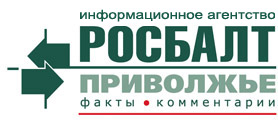 информационное агентство
РОСБАЛТ
ПРИВОЛЖЬЕ
факты • комментарии